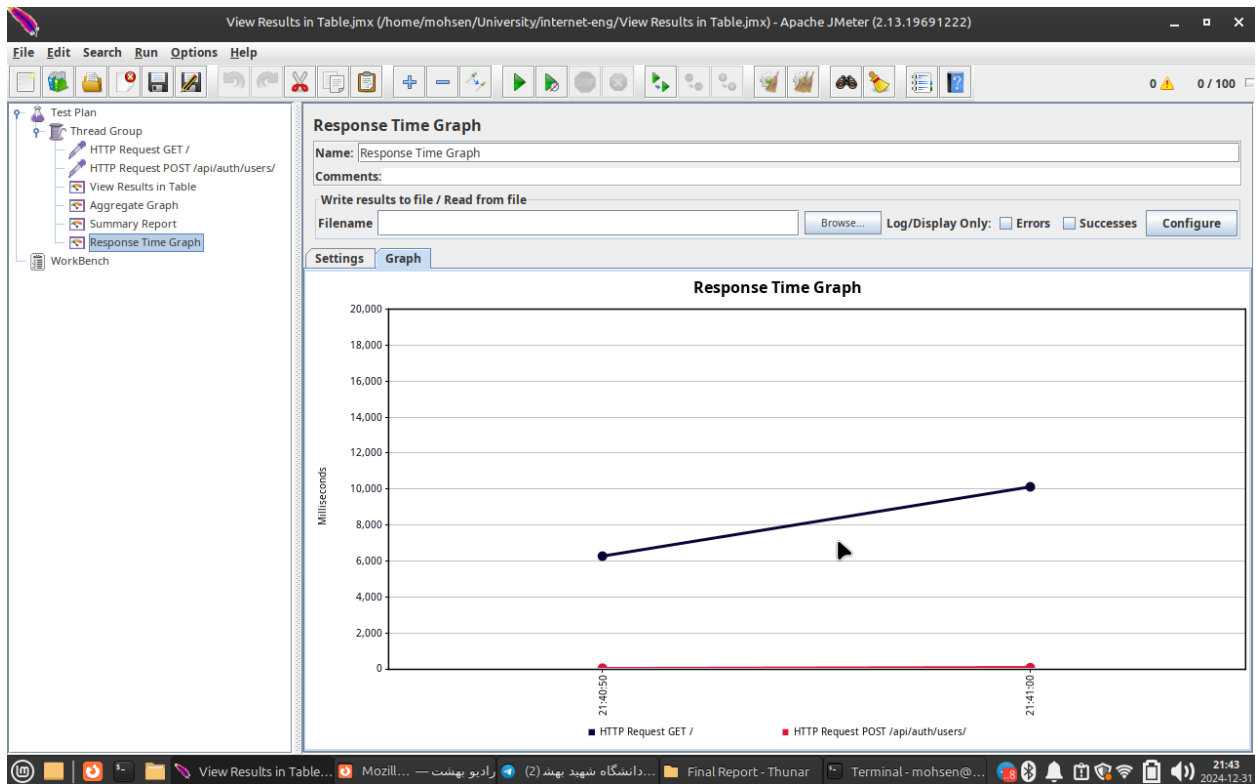 View Results in Table.jmx (/home/mohsen/University/internet-eng/View Results in Table.jmx) - Apache JMeter (2.13.19691222)
File Edit Search Run Options Help
0 0 / 100
Test Plan
Thread Group
HTTP Request GET /
HTTP Request POST /api/auth/users/
View Results in Table
Aggregate Graph
Summary Report
Response Time Graph
WorkBench
Response Time Graph
Name: Response Time Graph
Comments:
Write results to file / Read from file
Filename Browse... Log/Display Only: Errors Successes Configure
Settings Graph
Response Time Graph
20,000
18,000
16,000
14,000
12,000
10,000
8,000
6,000
4,000
2,000
0
Milliseconds
21:40:50
21:41:00
HTTP Request GET / HTTP Request POST /api/auth/users/
View Results in Table... رادیو بهشت — Mozill... (2) دانشگاه شهید بهش... Final Report - Thunar Terminal - mohsen@... 8 21:43
2024-12-31